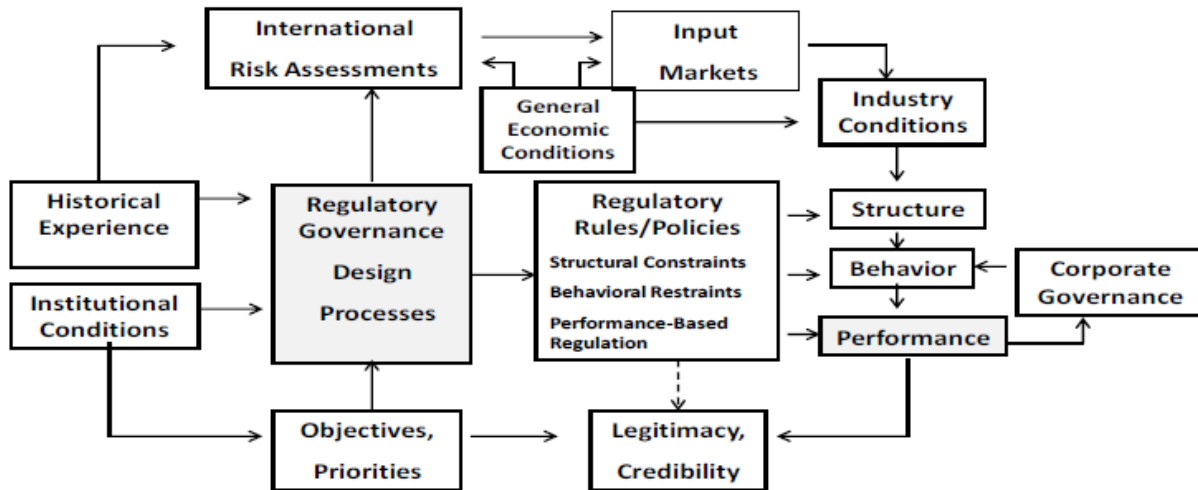 International
Risk Assessments
Input
Markets
General
Economic
Conditions
Industry
Conditions
Historical
Experience
Regulatory
Governance
Design
Processes
Regulatory
Rules/Policies
Structural Constraints
Behavioral Restraints
Performance-Based
Regulation
Structure
Behavior
Corporate
Governance
Institutional
Conditions
Performance
Objectives,
Priorities
Legitimacy,
Credibility